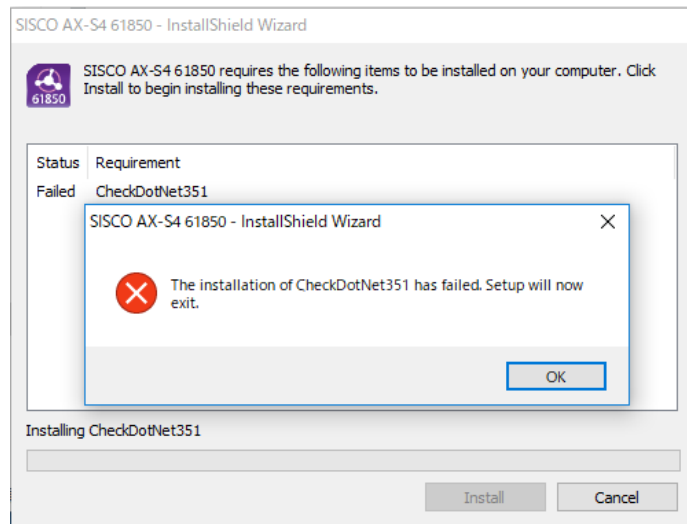 SISCO AX-S4 61850 - InstallShield Wizard
SISCO AX-S4 61850 requires the following items to be installed on your computer. Click
Install to begin installing these requirements.
61850
Status Requirement
Failed CheckDotNet351
SISCO AX-S4 61850 - InstallShield Wizard
The installation of CheckDotNet351 has failed. Setup will now
exit.
OK
Installing CheckDotNet351
Install Cancel